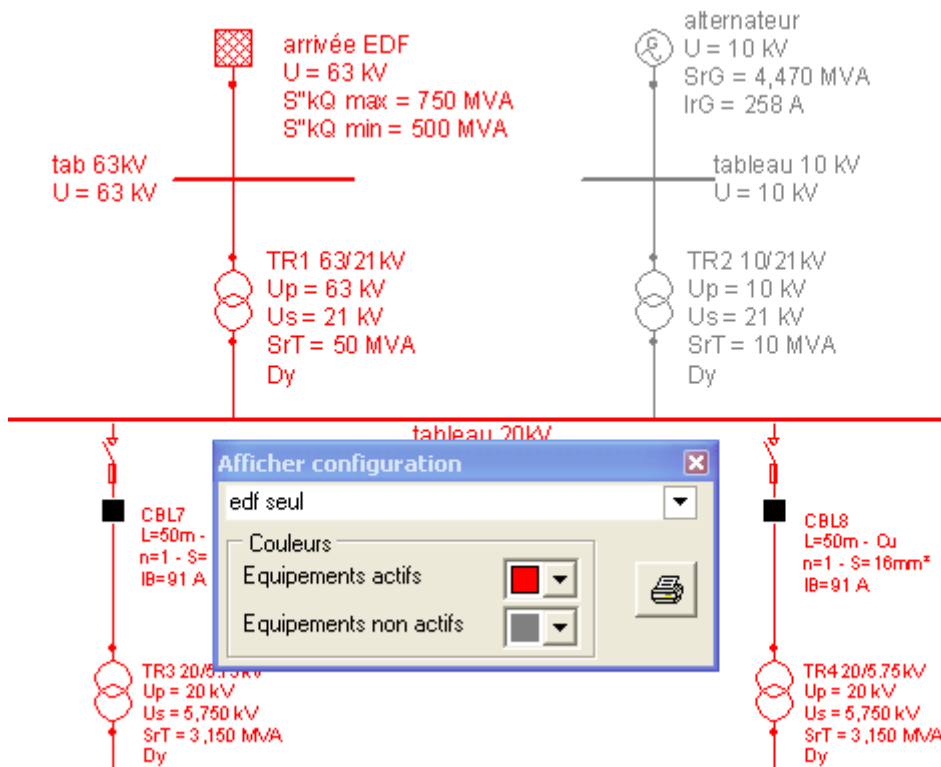 arrivée EDF
U = 63 kV
S"kQ max = 750 MVA
S"kQ min = 500 MVA
alternateur
G
U = 10 kV
SrG = 4,470 MVA
IrG = 258 A
tab 63kV
U = 63 kV
tableau 10 kV
U = 10 kV
TR1 63/21kV
Up = 63 kV
Us = 21 kV
SrT = 50 MVA
Dy
TR2 10/21kV
Up = 10 kV
Us = 21 kV
SrT = 10 MVA
Dy
tableau 20kV
Afficher configuration
edf seul
Couleurs
Equipements actifs
Equipements non actifs
CBL7
L=50m -
n=1 - S=
IB=91 A
CBL8
L=50m - Cu
n=1 - S=16mm²
IB=91 A
TR3 20/5.75kV
Up = 20 kV
Us = 5,750 kV
SrT = 3,150 MVA
Dy
TR4 20/5.75kV
Up = 20 kV
Us = 5,750 kV
SrT = 3,150 MVA
Dy